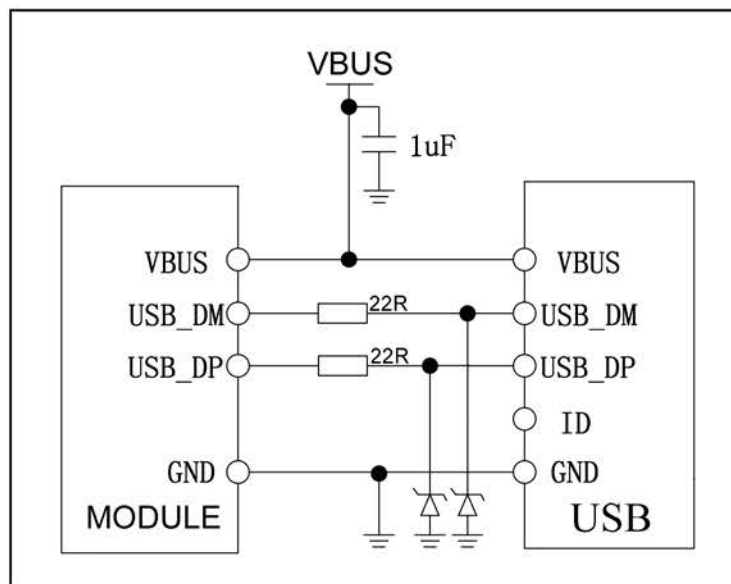 VBUS
1uF
VBUS
VBUS
USB_DM
22R
USB_DM
USB_DP
22R
USB_DP
ID
GND
GND
MODULE
USB